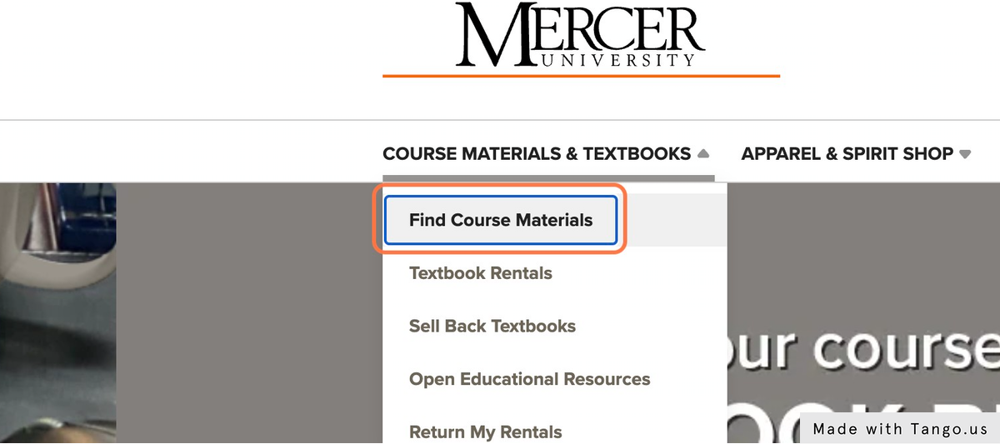 MERCER
UNIVERSITY
COURSE MATERIALS & TEXTBOOKS APPAREL & SPIRIT SHOP
Find Course Materials
Textbook Rentals
Sell Back Textbooks
our course
Open Educational Resources
Return My Rentals
Made with Tango.us